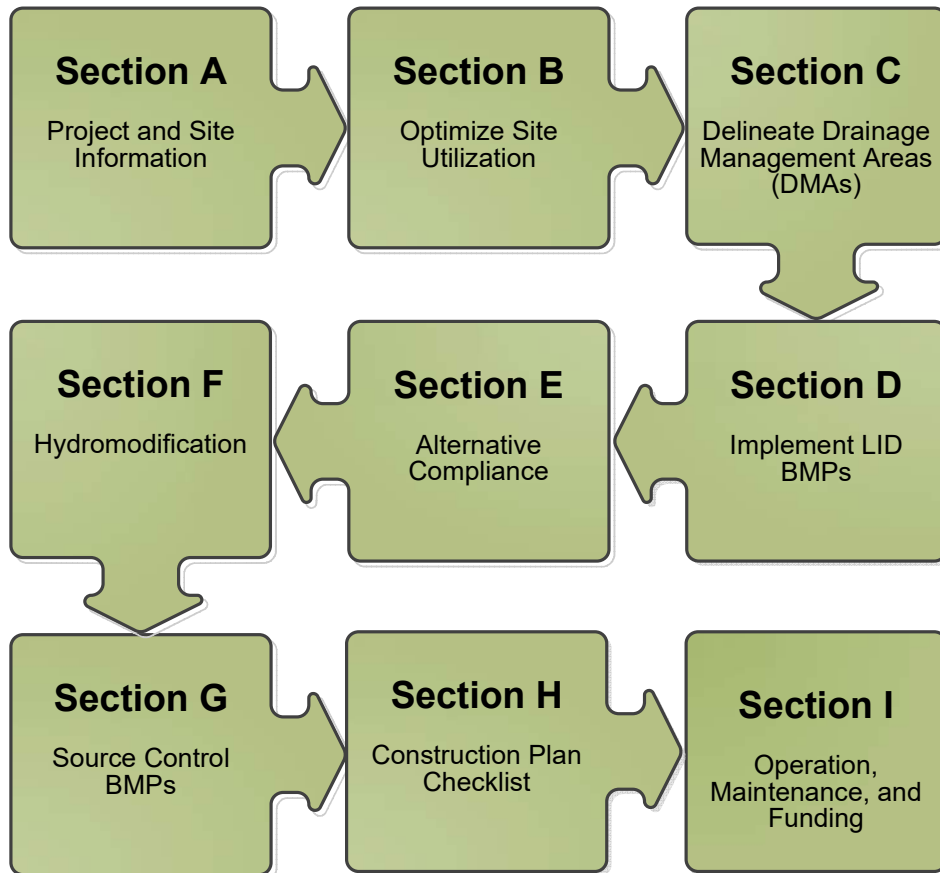 Section A
Project and Site
Information
Section B
Optimize Site
Utilization
Section C
Delineate Drainage
Management Areas
(DMAs)
Section D
Implement LID
BMPs
Section E
Alternative
Compliance
Section F
Hydromodification
Section G
Source Control
BMPs
Section H
Construction Plan
Checklist
Section I
Operation,
Maintenance, and
Funding